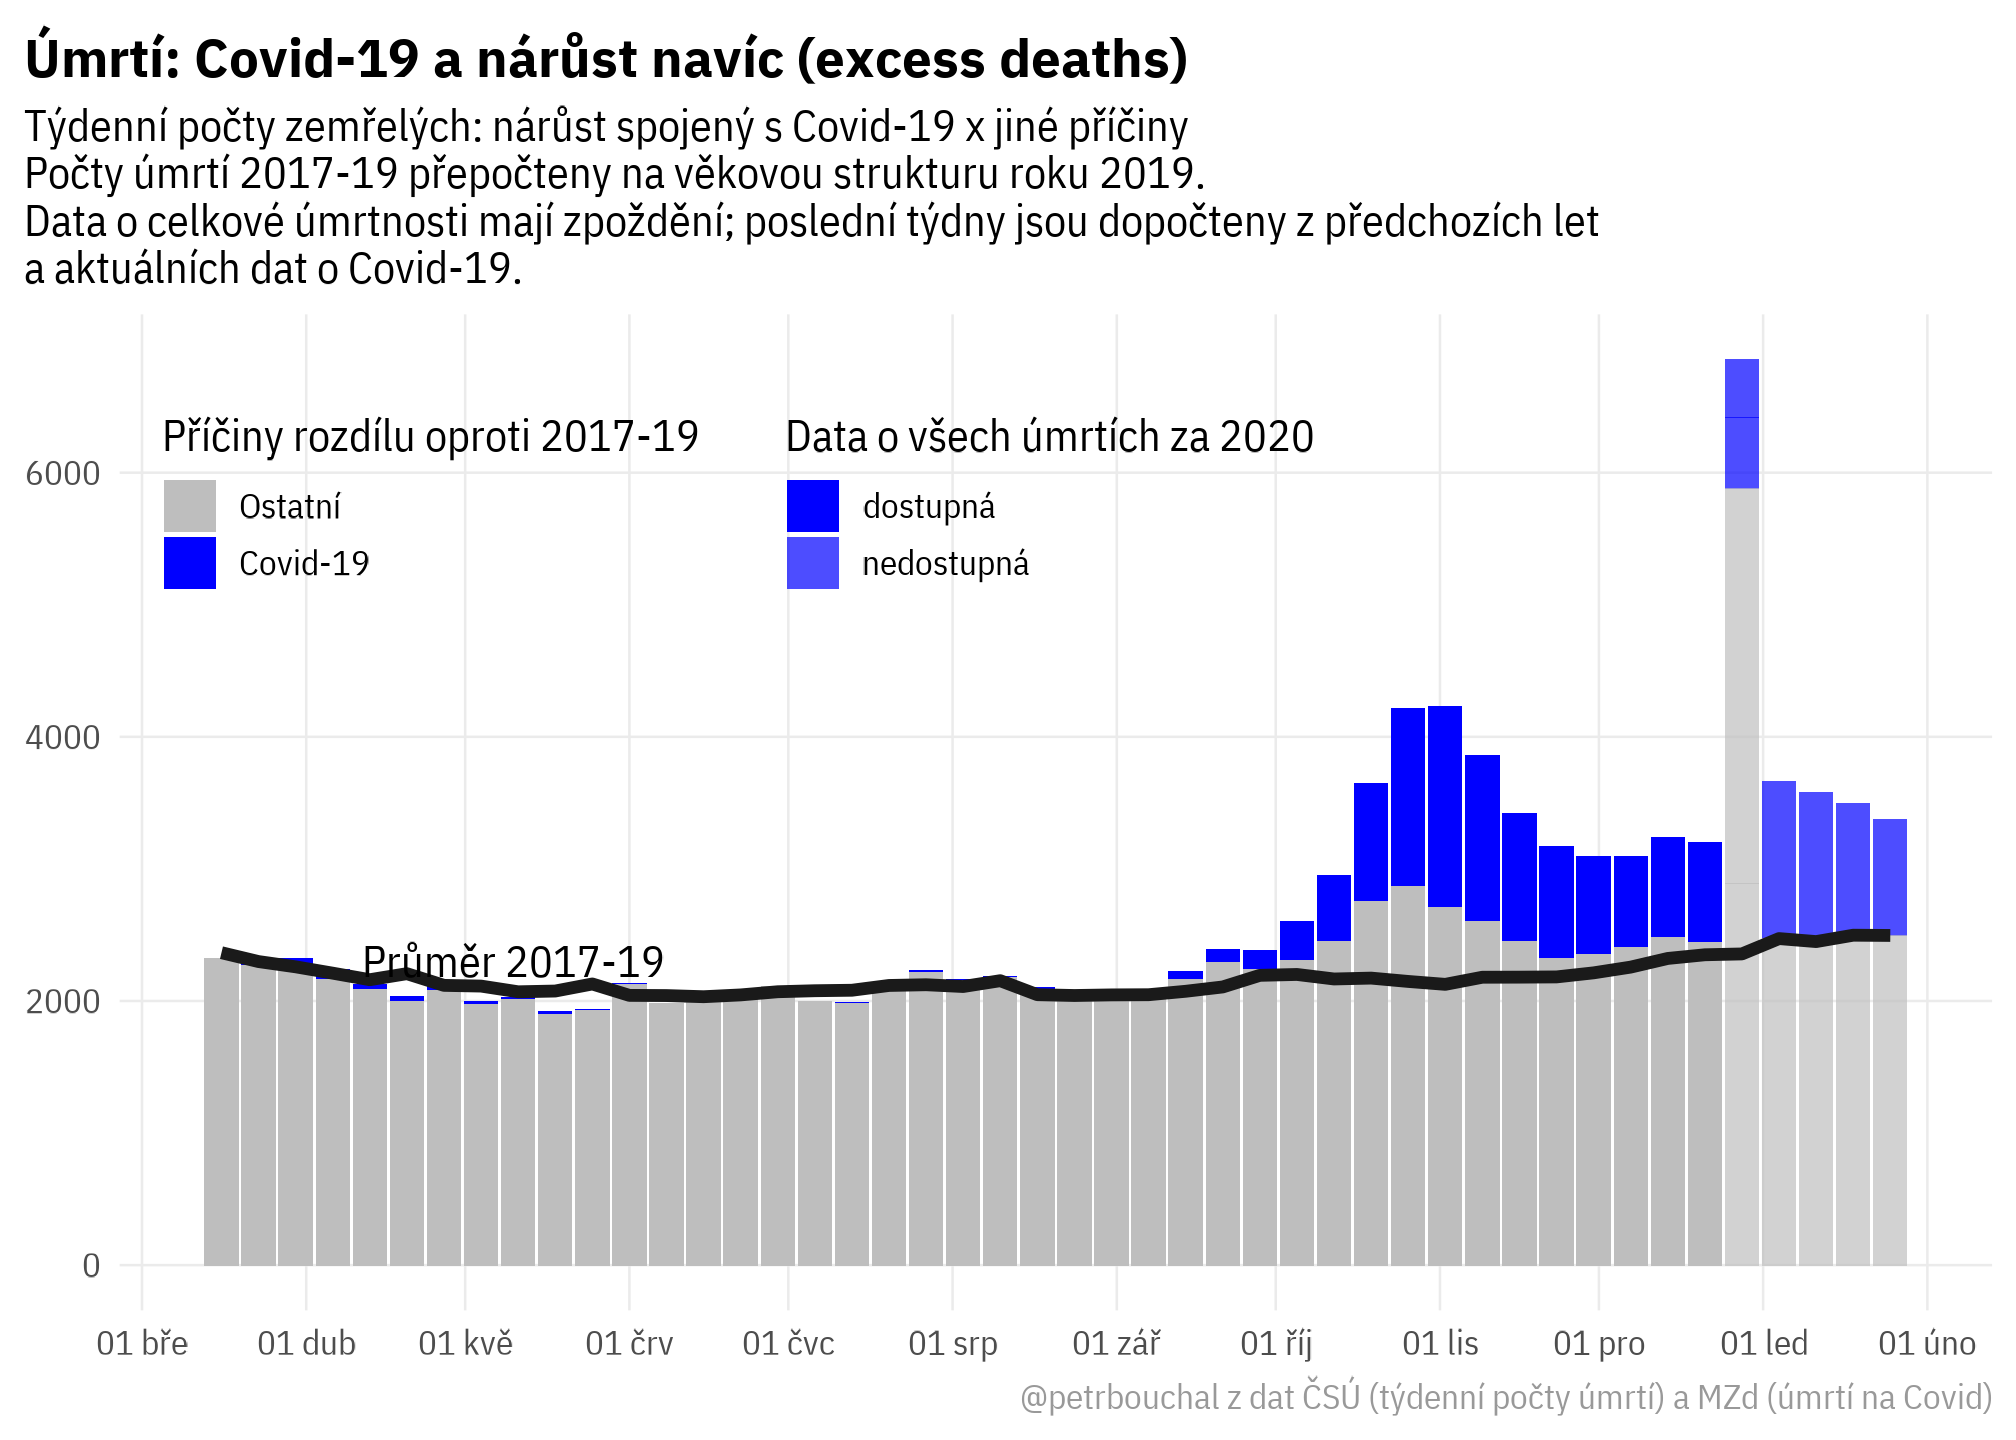 Úmrtí: Covid-19 a nárůst navíc (excess deaths)
Týdenní počty zemřelých: nárůst spojený s Covid-19 x jiné příčiny
Počty úmrtí 2017-19 přepočteny na věkovou strukturu roku 2019.
Data o celkové úmrtnosti mají zpoždění; poslední týdny jsou dopočteny z předchozích let
a aktuálních dat o Covid-19.
Příčiny rozdílu oproti 2017-19
Ostatní
Covid-19
Data o všech úmrtích za 2020
dostupná
nedostupná
6000
4000
2000
0
Průměr 2017-19
01 bře 01 dub 01 kvě 01 črv 01 čvc 01 srp 01 zář 01 říj 01 lis 01 pro 01 led 01 úno
@petrbouchal z dat ČSÚ (týdenní počty úmrtí) a MZd (úmrtí na Covid)